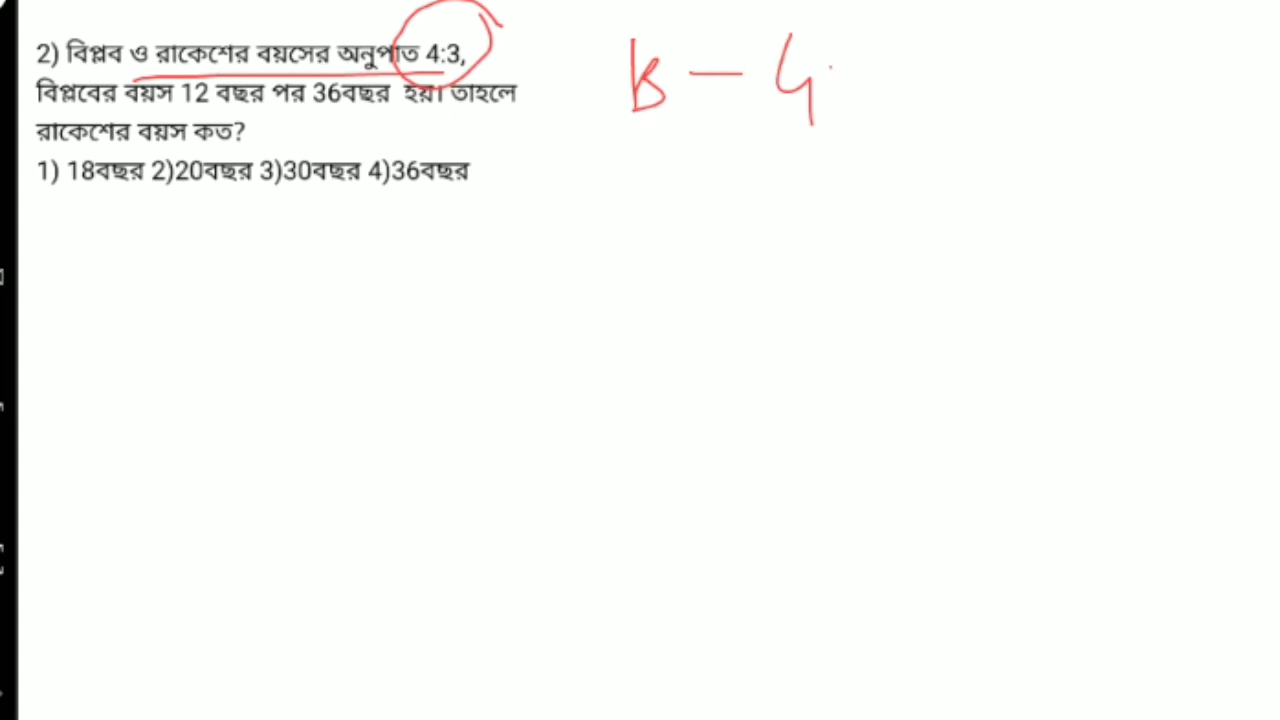 2) বিপ্লব ও রাকেশের বয়সের অনুপাত 4:3,
বিপ্লবের বয়স 12 বছর পর 36বছর হয়। তাহলে
রাকেশের বয়স কত?
1) 18বছর 2)20বছর 3)30বছর 4)36বছর
B – 4